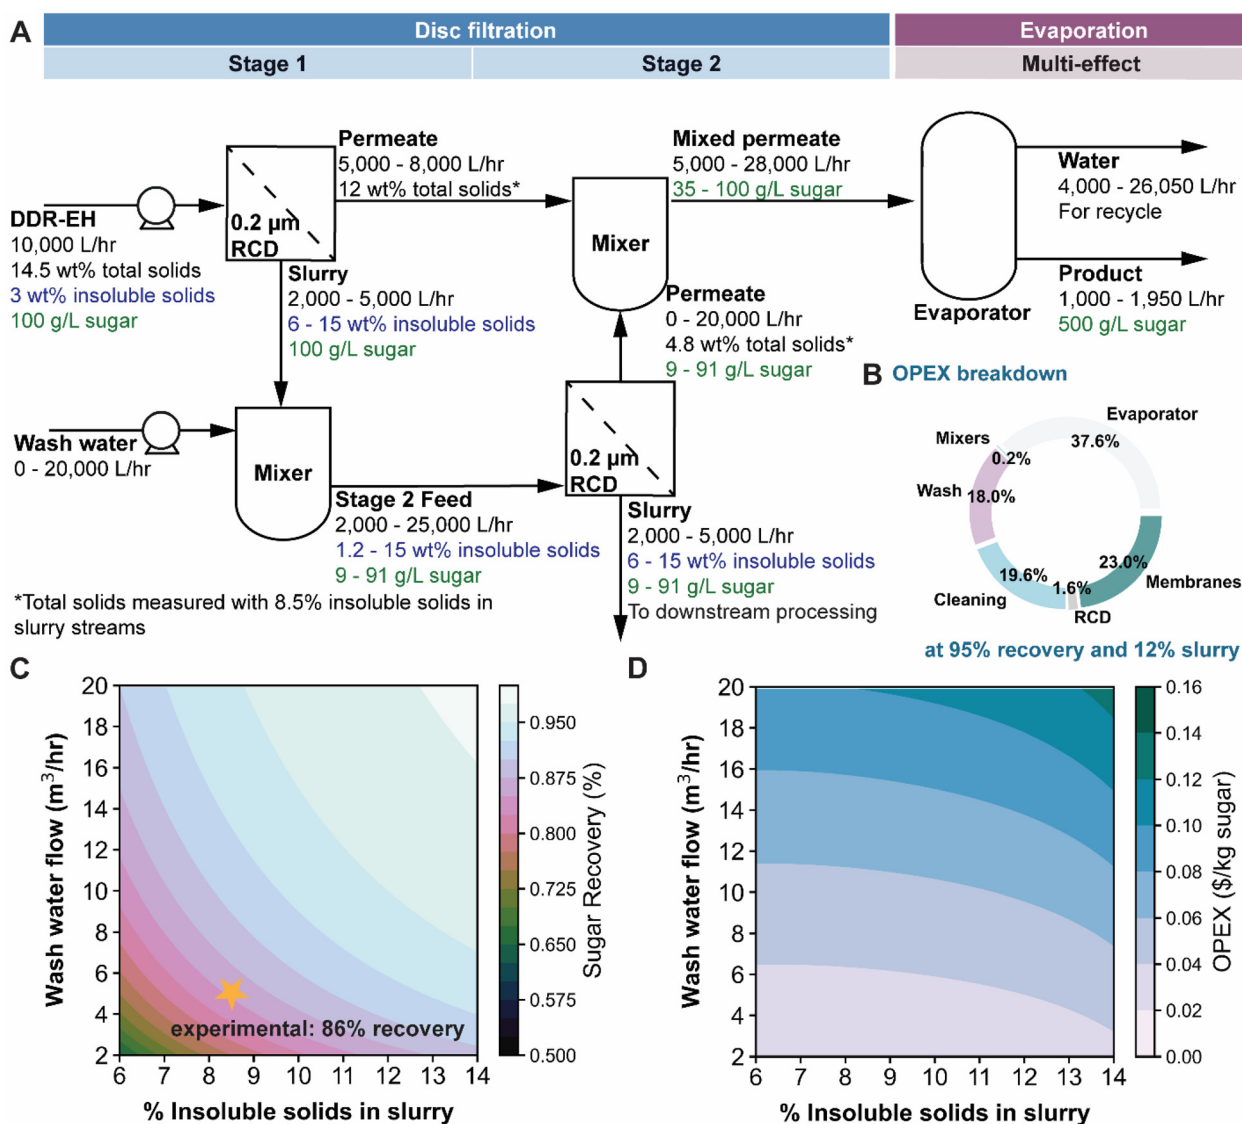 A
Disc filtration
Evaporation
Stage 1
Stage 2
Multi-effect
DDR-EH
10,000 L/hr
14.5 wt% total solids
3 wt% insoluble solids
100 g/L sugar
0.2 µm
RCD
Permeate
5,000 - 8,000 L/hr
12 wt% total solids*
Slurry
2,000 - 5,000 L/hr
6 - 15 wt% insoluble solids
100 g/L sugar
Mixer
Mixed permeate
5,000 - 28,000 L/hr
35 - 100 g/L sugar
Permeate
0 - 20,000 L/hr
4.8 wt% total solids*
9 - 91 g/L sugar
Evaporator
Water
4,000 - 26,050 L/hr
For recycle
Product
1,000 - 1,950 L/hr
500 g/L sugar
Wash water
0 - 20,000 L/hr
Mixer
Stage 2 Feed
2,000 - 25,000 L/hr
1.2 - 15 wt% insoluble solids
9 - 91 g/L sugar
0.2 µm
RCD
Slurry
2,000 - 5,000 L/hr
6 - 15 wt% insoluble solids
9 - 91 g/L sugar
To downstream processing
*Total solids measured with 8.5% insoluble solids in
slurry streams
B OPEX breakdown
Evaporator
37.6%
Mixers
0.2%
Wash
18.0%
Cleaning
19.6%
1.6%
RCD
23.0%
Membranes
at 95% recovery and 12% slurry
C
Wash water flow (m³/hr)
20
18
16
14
12
10
8
6
4
2
6 7 8 9 10 11 12 13 14
% Insoluble solids in slurry
experimental: 86% recovery
0.950
0.875
0.800
0.725
0.650
0.575
0.500
Sugar Recovery (%)
D
Wash water flow (m³/hr)
20
18
16
14
12
10
8
6
4
2
6 7 8 9 10 11 12 13 14
% Insoluble solids in slurry
0.16
0.14
0.12
0.10
0.08
0.06
0.04
0.02
0.00
OPEX ($/kg sugar)